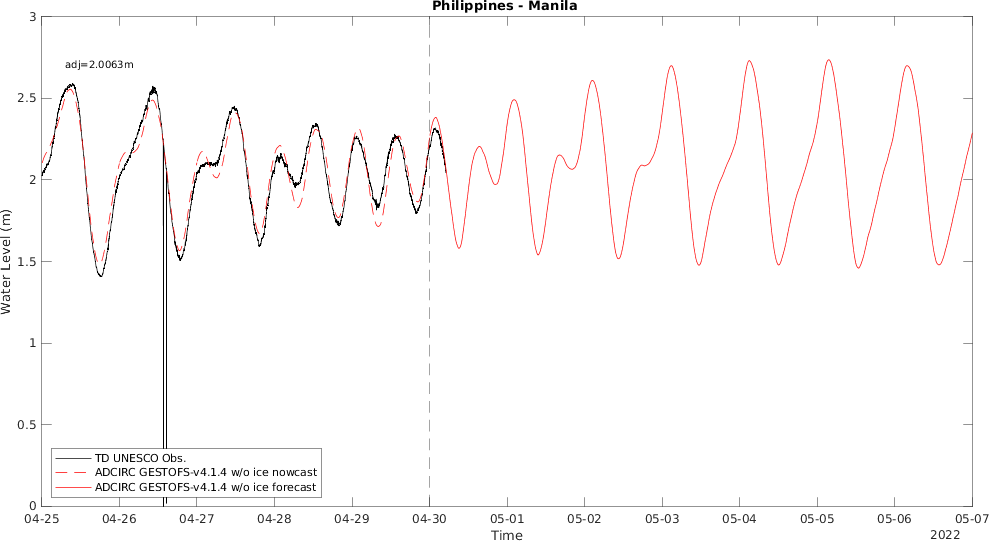 Philippines - Manila
3
adj=2.0063m
2.5
2
1.5
1
0.5
0
Water Level (m)
TD UNESCO Obs.
ADCIRC GESTOFS-v4.1.4 w/o ice nowcast
ADCIRC GESTOFS-v4.1.4 w/o ice forecast
04-25 04-26 04-27 04-28 04-29 04-30 05-01 05-02 05-03 05-04 05-05 05-06 05-07
Time
2022